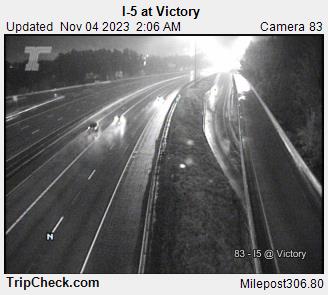 I-5 at Victory
Updated Nov 04 2023 2:06 AM Camera 83
T
N
83 - I5 @ Victory
TripCheck.com Milepost306.80